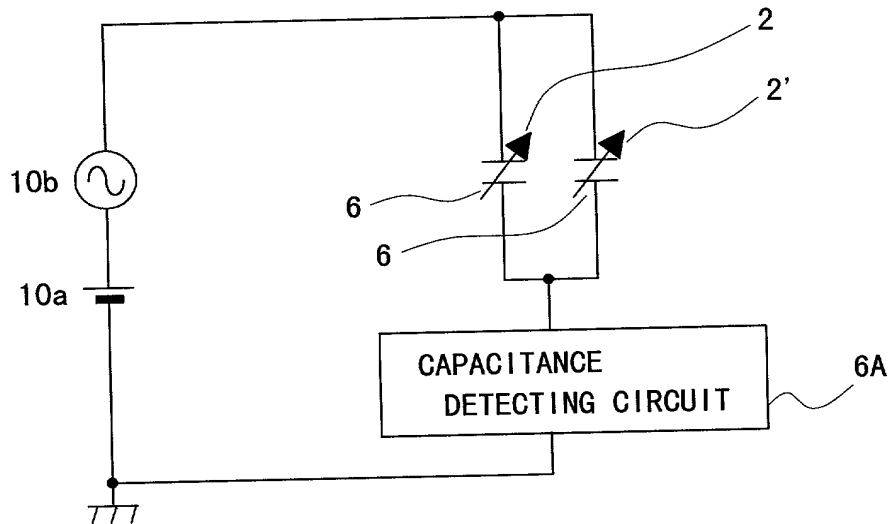 2
2'
10b
6
6
10a
CAPACITANCE
DETECTING CIRCUIT
6A